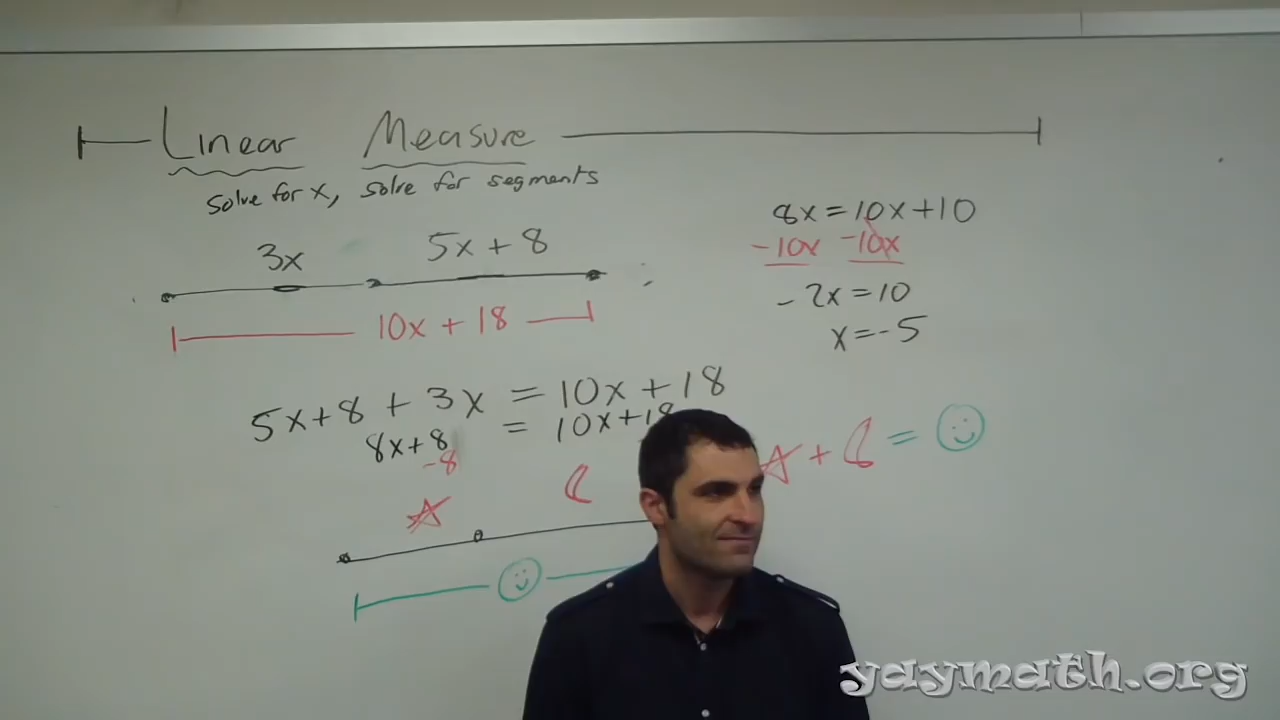 Linear Measure
solve for x, solve for segments
3x 5x + 8
10x + 18
5x+8 + 3x = 10x + 18
8x+8 = 10x+18
-8
8x = 10x + 10
-10x -10x
-2x = 10
x = -5
+ =
yaymath.org